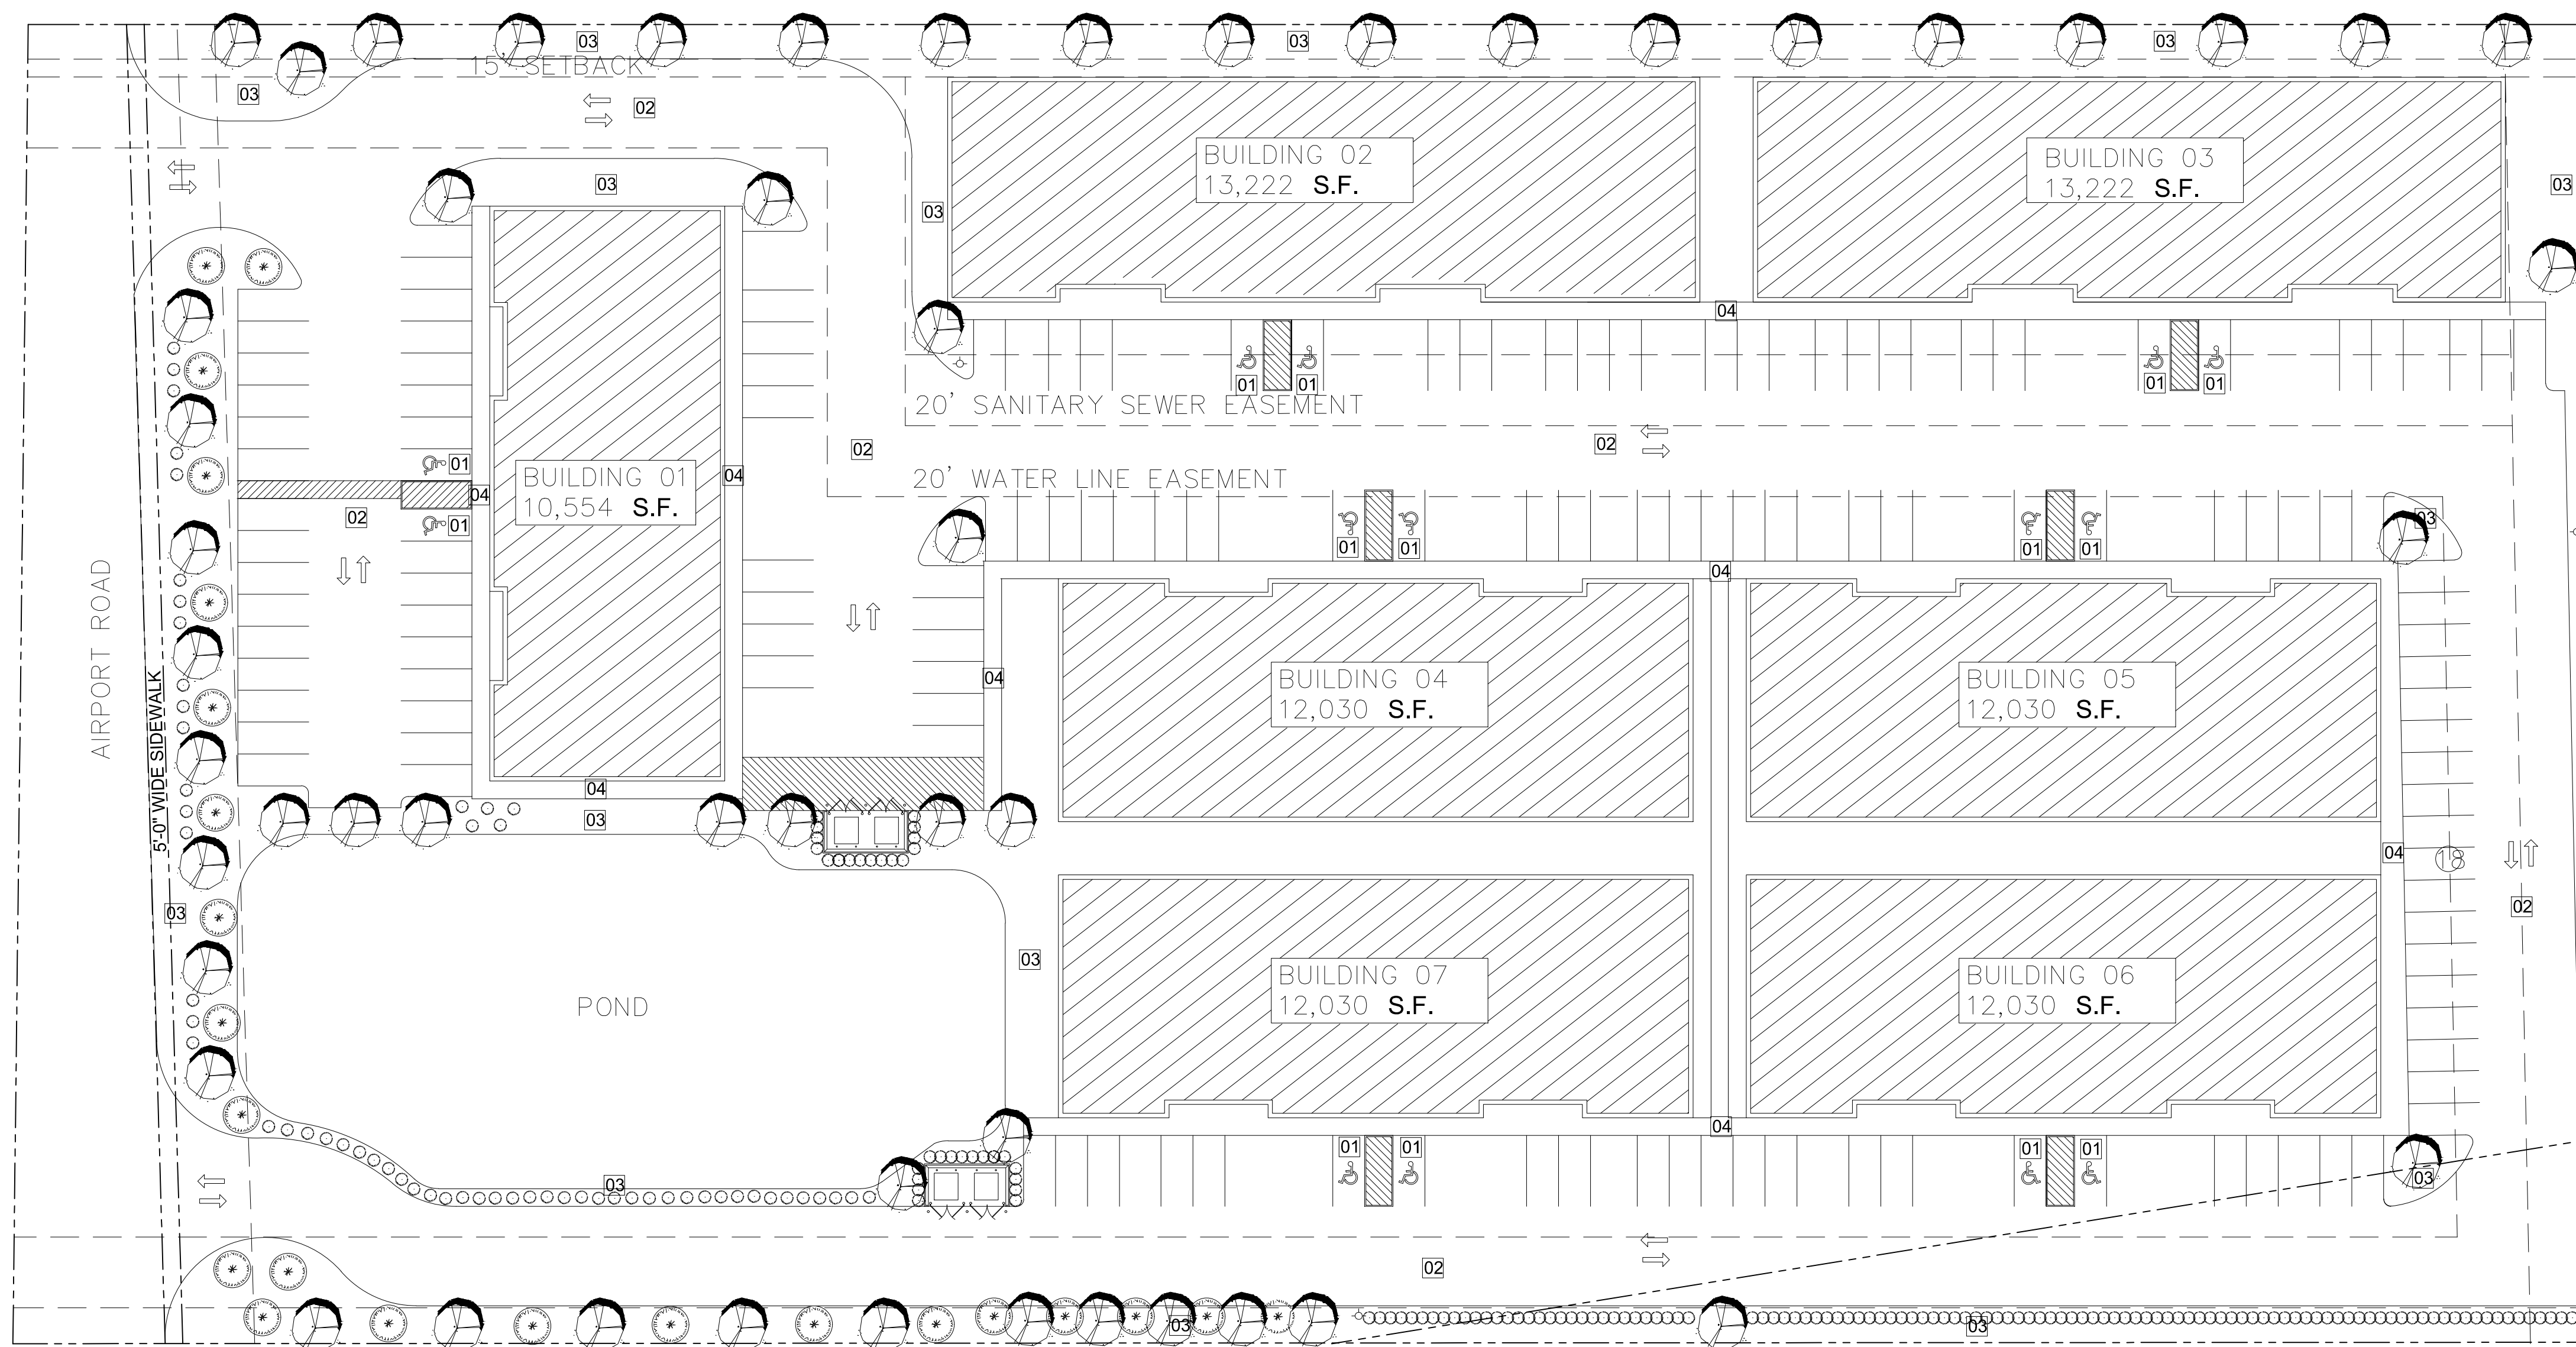 03
03
03
15' SETBACK
03
02
BUILDING 02
13,222 S.F.
BUILDING 03
13,222 S.F.
03
03
03
04
01
01
01
01
20' SANITARY SEWER EASEMENT
02
02
20' WATER LINE EASEMENT
01
04
04
BUILDING 01
10,554 S.F.
02
01
03
01
01
01
01
04
AIRPORT ROAD
5'-0" WIDE SIDEWALK
04
BUILDING 04
12,030 S.F.
BUILDING 05
12,030 S.F.
04
03
04
18
02
03
03
POND
BUILDING 07
12,030 S.F.
BUILDING 06
12,030 S.F.
04
01
01
01
01
03
03
02
03
03